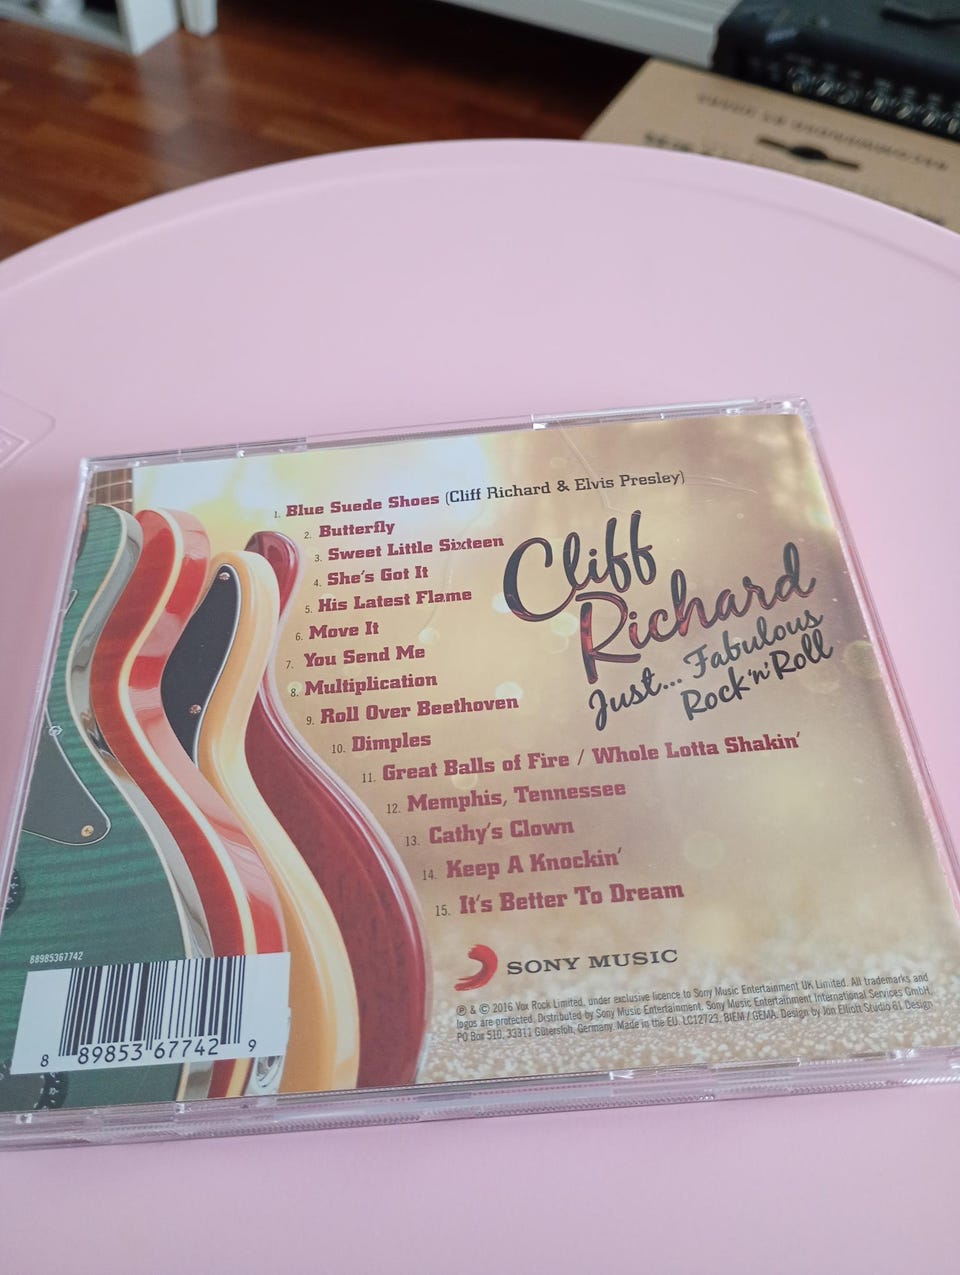 1. Blue Suede Shoes (Cliff Richard & Elvis Presley)
2. Butterfly
3. Sweet Little Sixteen
4. She's Got It
5. His Latest Flame
6. Move It
7. You Send Me
8. Multiplication
9. Roll Over Beethoven
10. Dimples
11. Great Balls of Fire / Whole Lotta Shakin'
12. Memphis, Tennessee
13. Cathy's Clown
14. Keep A Knockin'
15. It's Better To Dream
Cliff
Richard
Just... Fabulous
Rock 'n' Roll
SONY MUSIC
℗ & © 2016 Vox Rock Limited, under exclusive licence to Sony Music Entertainment UK Limited. All trademarks and
logos are protected. Distributed by Sony Music Entertainment, Sony Music Entertainment International Services GmbH,
PO Box 510, 33311 Gütersloh, Germany. Made in the EU. LC12723. BIEM / GEMA. Design by Jon Elliott Studio 61 Design
88985367742
8 89853 67742 9